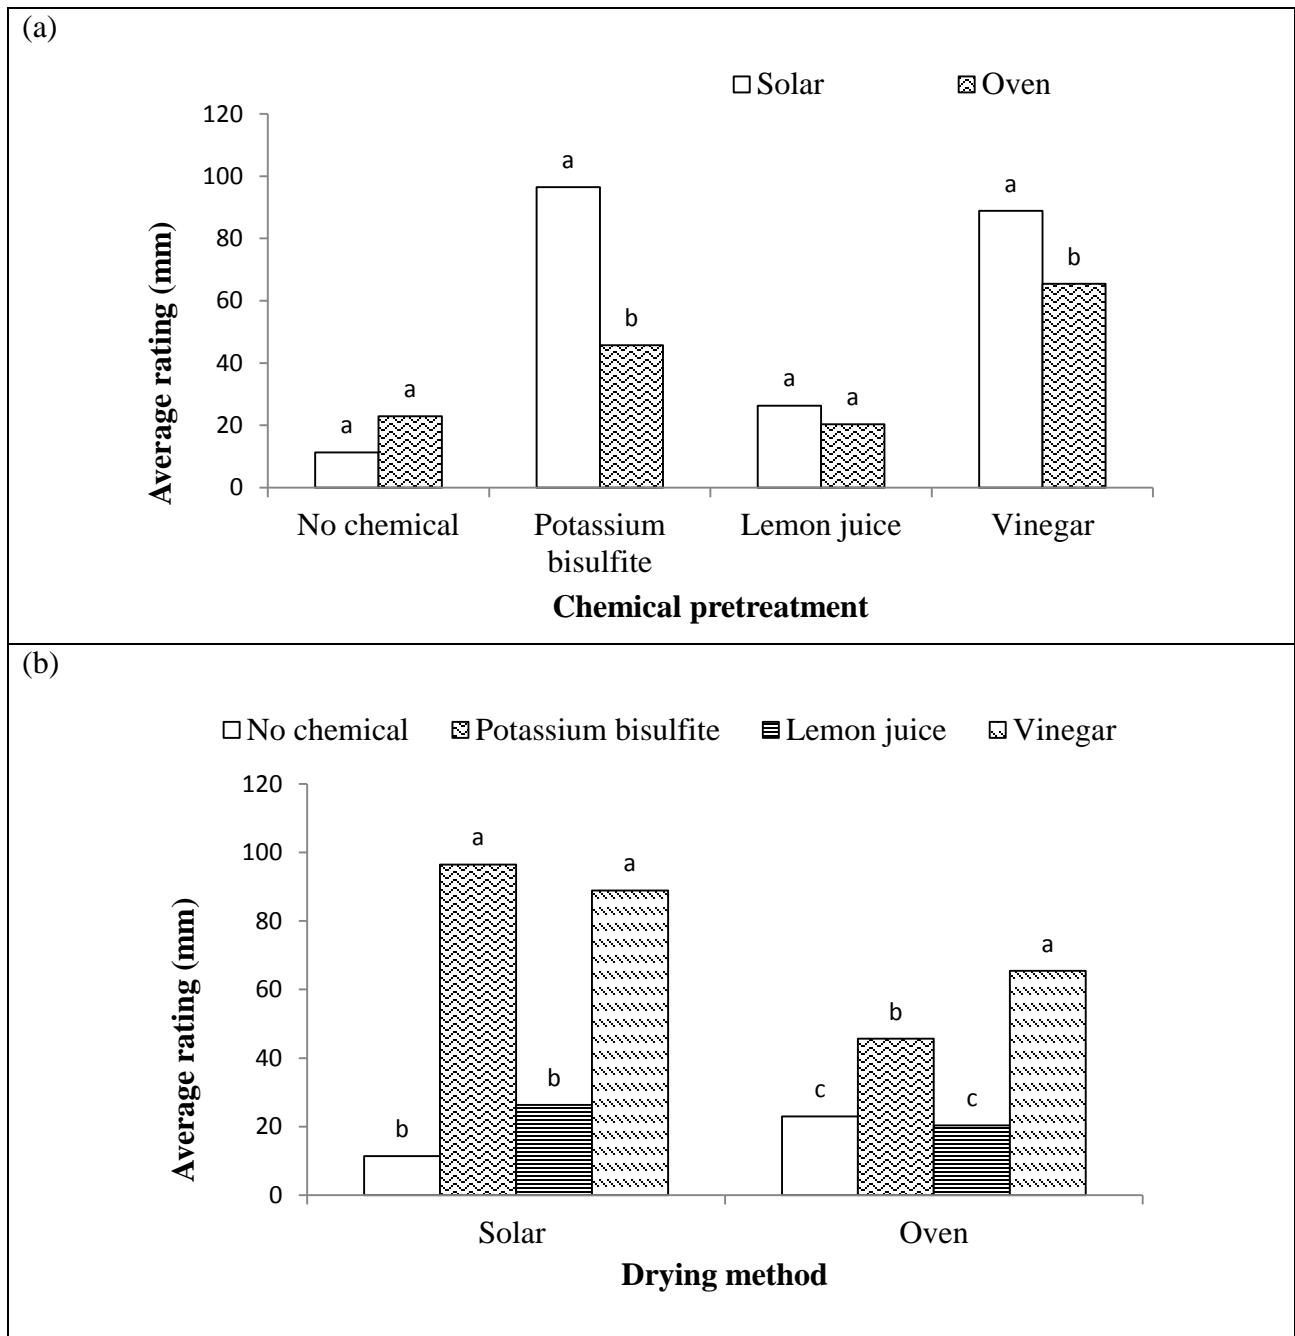 (a)
Solar Oven
120
100
80
60
40
20
0
Average rating (mm)
a a
a b
a a
a b
No chemical Potassium bisulfite Lemon juice Vinegar
Chemical pretreatment
(b)
No chemical Potassium bisulfite Lemon juice Vinegar
120
100
80
60
40
20
0
Average rating (mm)
b a b a
c b c a
Solar Oven
Drying method